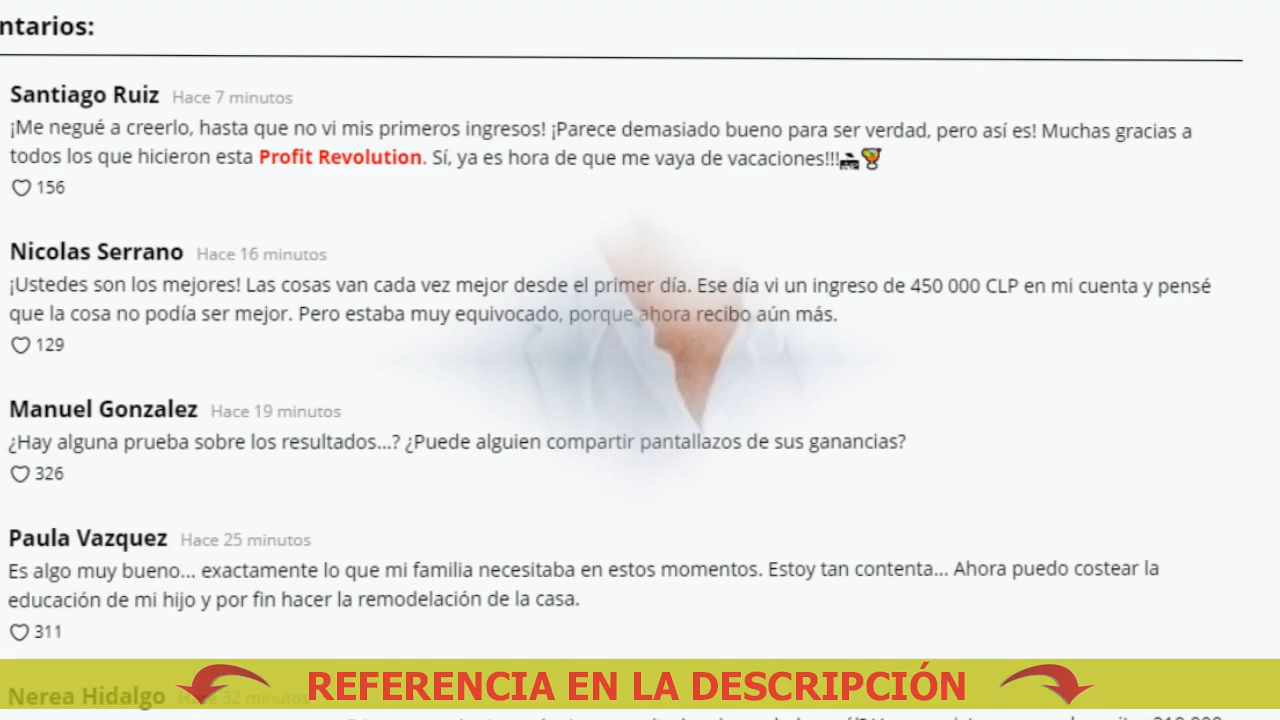 ntarios:
Santiago Ruiz Hace 7 minutos
¡Me negué a creerlo, hasta que no vi mis primeros ingresos! ¡Parece demasiado bueno para ser verdad, pero así es! Muchas gracias a
todos los que hicieron esta Profit Revolution. Sí, ya es hora de que me vaya de vacaciones!!!
156
Nicolas Serrano Hace 16 minutos
¡Ustedes son los mejores! Las cosas van cada vez mejor desde el primer día. Ese día vi un ingreso de 450 000 CLP en mi cuenta y pensé
que la cosa no podía ser mejor. Pero estaba muy equivocado, porque ahora recibo aún más.
129
Manuel Gonzalez Hace 19 minutos
¿Hay alguna prueba sobre los resultados...? ¿Puede alguien compartir pantallazos de sus ganancias?
326
Paula Vazquez Hace 25 minutos
Es algo muy bueno... exactamente lo que mi familia necesitaba en estos momentos. Estoy tan contenta... Ahora puedo costear la
educación de mi hijo y por fin hacer la remodelación de la casa.
311
Nerea Hidalgo Hace 32 minutos
REFERENCIA EN LA DESCRIPCIÓN